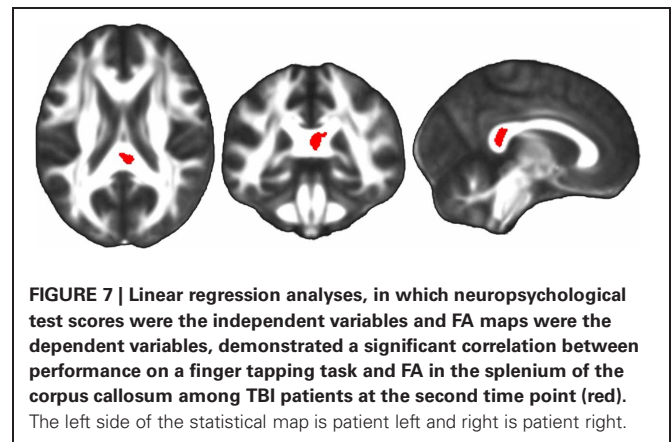 FIGURE 7 | Linear regression analyses, in which neuropsychological
test scores were the independent variables and FA maps were the
dependent variables, demonstrated a significant correlation between
performance on a finger tapping task and FA in the splenium of the
corpus callosum among TBI patients at the second time point (red).
The left side of the statistical map is patient left and right is patient right.